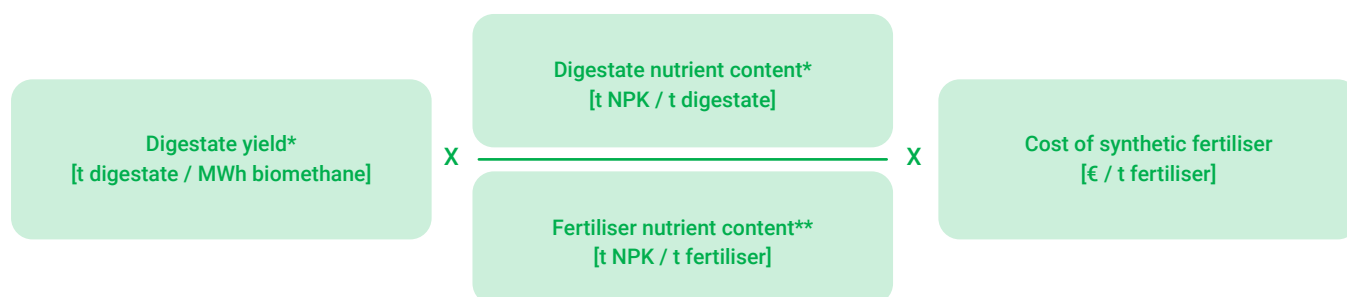 Digestate yield*
[t digestate / MWh biomethane]
X
Digestate nutrient content*
[t NPK / t digestate]
Fertiliser nutrient content**
[t NPK / t fertiliser]
X
Cost of synthetic fertiliser
[€ / t fertiliser]